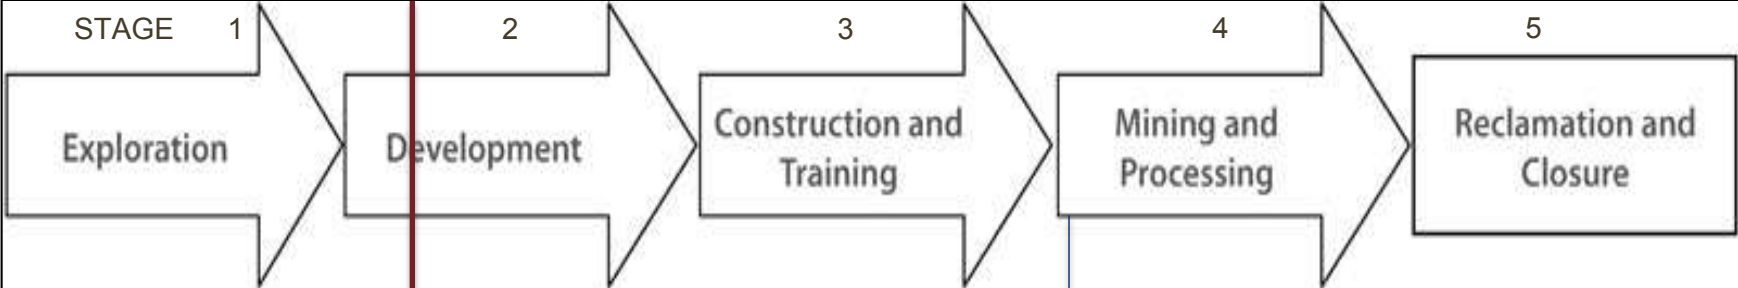 STAGE 1 2 3 4 5
Exploration
Development
Construction and
Training
Mining and
Processing
Reclamation and
Closure